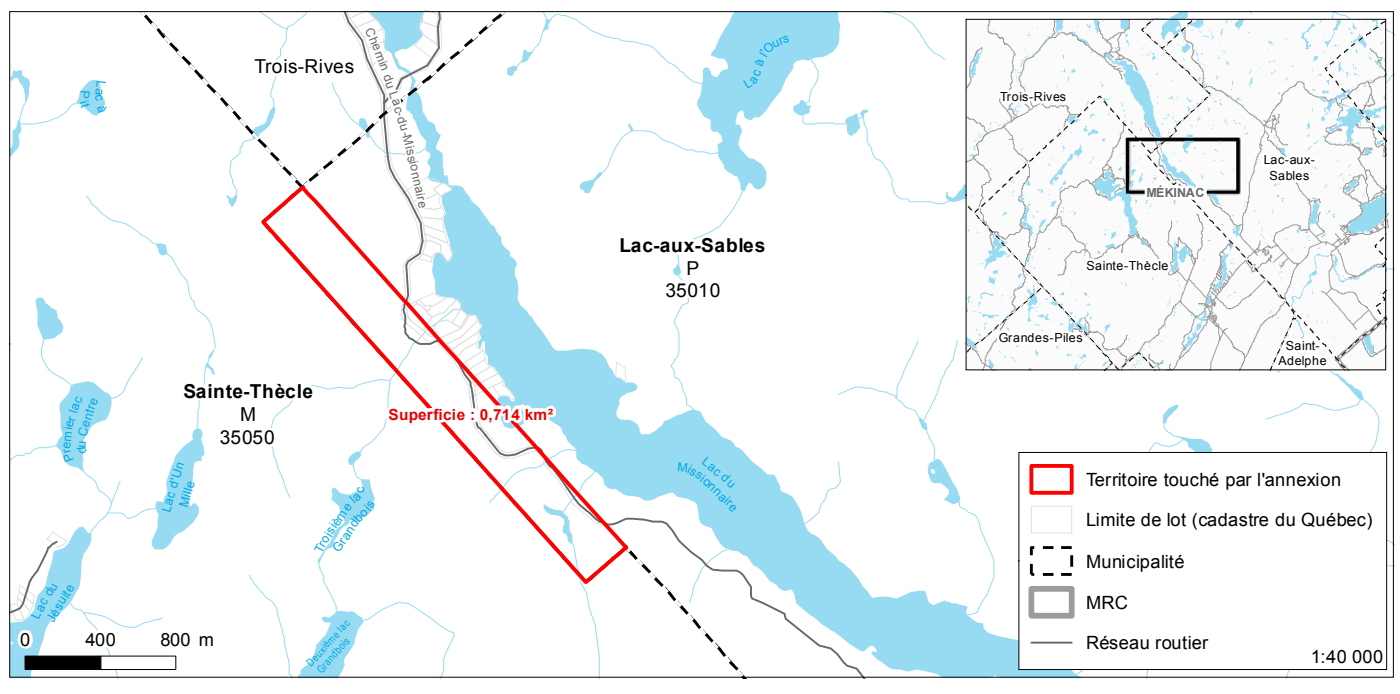 Trois-Rives
Chemin du Lac-du-Missionnaire
Lac à
Pit
Lac à l'Ours
Lac-aux-Sables
P
35010
Sainte-Thècle
M
35050
Superficie : 0,714 km²
Premier lac
du Centre
Lac d'Un
Mille
Troisième lac
Grandbois
Lac du
Missionnaire
Lac du
Jésuite
Deuxième lac
Grandbois
0 400 800 m
Trois-Rives
Lac-aux-
Sables
MÉKINAC
Sainte-Thècle
Grandes-Piles
Saint-
Adelphe
Territoire touché par l'annexion
Limite de lot (cadastre du Québec)
Municipalité
MRC
Réseau routier
1:40 000